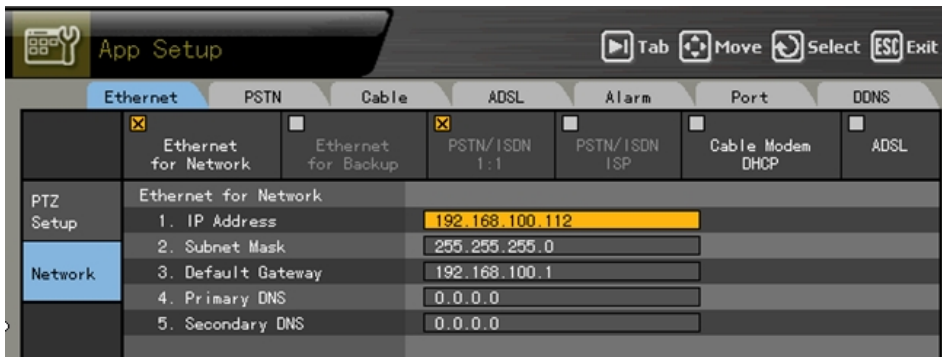 App Setup
Tab Move Select ESC Exit
Ethernet PSTN Cable ADSL Alarm Port DDNS
Ethernet for Network
Ethernet for Backup
PSTN/ISDN 1:1
PSTN/ISDN ISP
Cable Modem DHCP
ADSL
PTZ Setup
Network
Ethernet for Network
1. IP Address 192.168.100.112
2. Subnet Mask 255.255.255.0
3. Default Gateway 192.168.100.1
4. Primary DNS 0.0.0.0
5. Secondary DNS 0.0.0.0